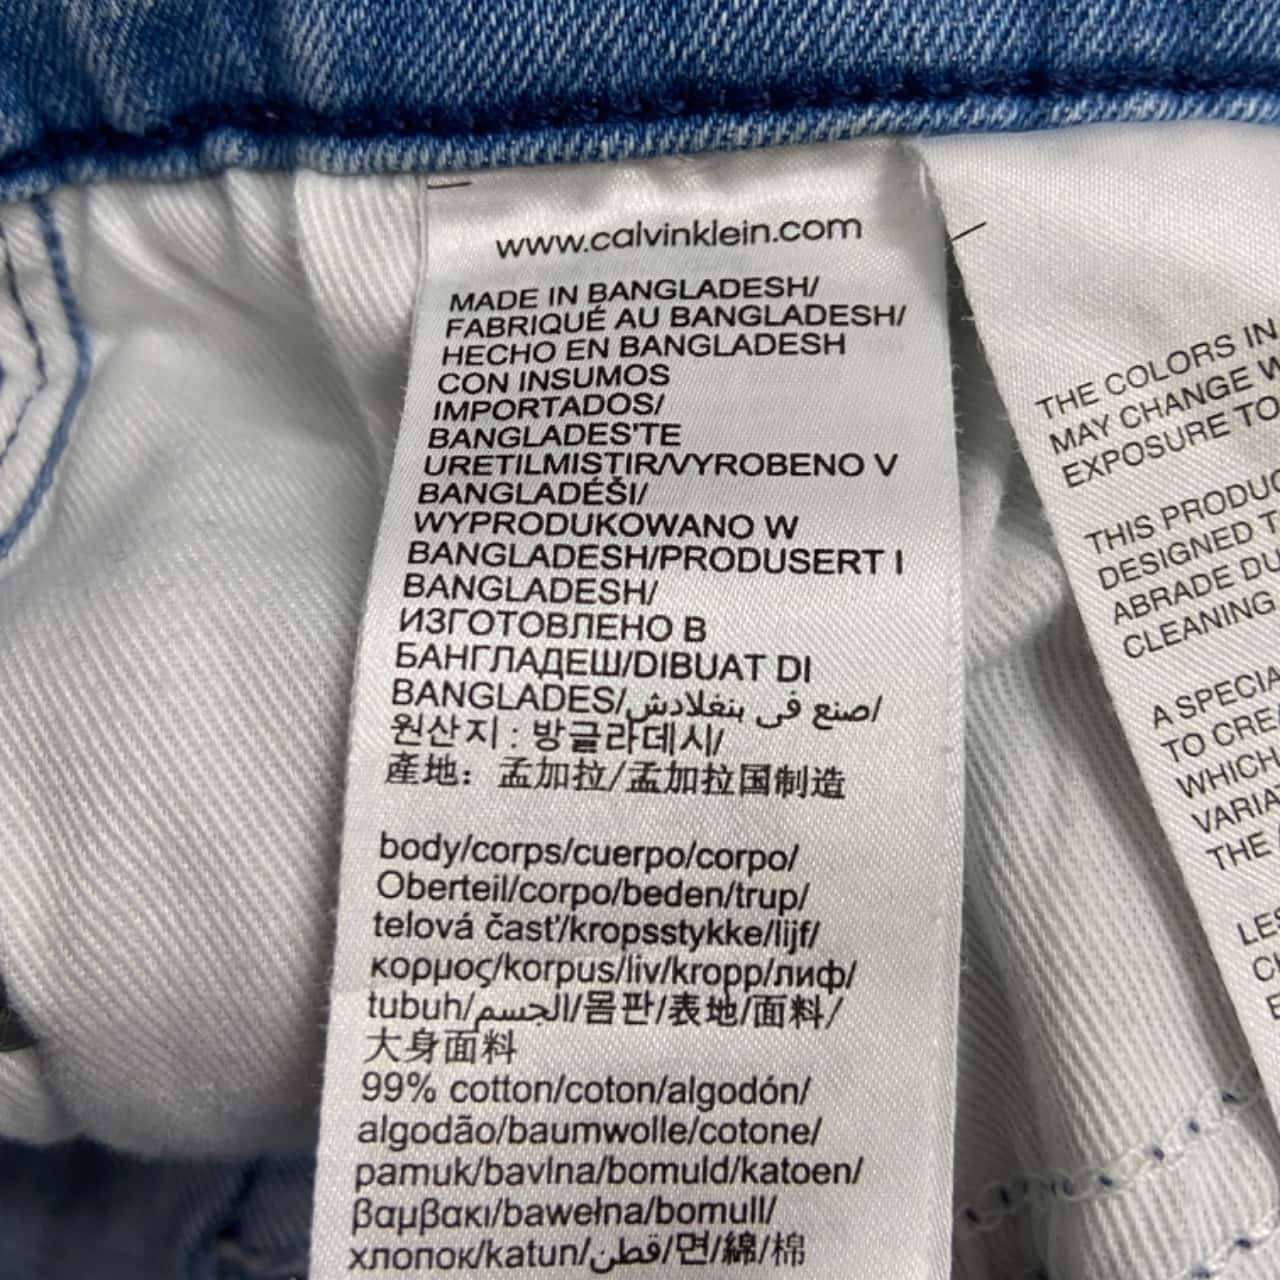 www.calvinklein.com
MADE IN BANGLADESH/
FABRIQUÉ AU BANGLADESH/
HECHO EN BANGLADESH
CON INSUMOS
IMPORTADOS/
BANGLADES'TE
URETILMISTIR/VYROBENO V
BANGLADÉŠI/
WYPRODUKOWANO W
BANGLADESH/PRODUSERT I
BANGLADESH/
ИЗГОТОВЛЕНО В
БАНГЛАДЕШ/DIBUAT DI
BANGLADES/صنع في بنغلادش/
원산지 : 방글라데시/
產地：孟加拉/孟加拉国制造
body/corps/cuerpo/corpo/
Oberteil/corpo/beden/trup/
telová časť/kropsstykke/lijf/
κορμος/korpus/liv/kropp/лиф/
tubuh/الجسم/몸판/表地/面料/
大身面料
99% cotton/coton/algodón/
algodão/baumwolle/cotone/
pamuk/bavlna/bomuld/katoen/
βαμβακι/bawełna/bomull/
хлопок/katun/قطن/면/綿/棉
THE COLORS IN
MAY CHANGE W
EXPOSURE TO
THIS PRODUC
DESIGNED T
ABRADE DU
CLEANING
A SPECIA
TO CRE
WHICH
VARIA
THE
LES
C
E